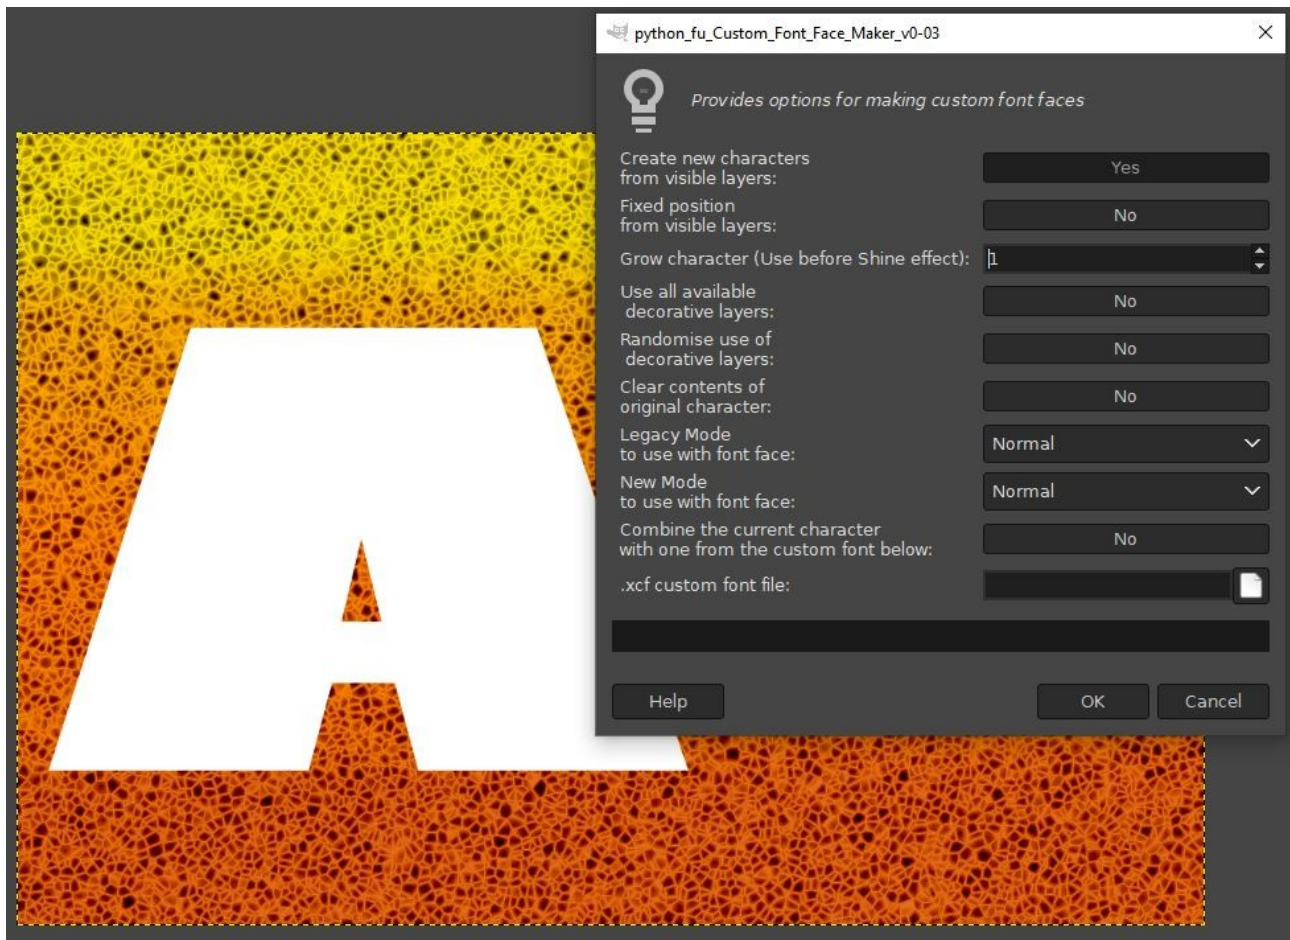 python_fu_Custom_Font_Face_Maker_v0-03
Provides options for making custom font faces
Create new characters
from visible layers:
Yes
Fixed position
from visible layers:
No
Grow character (Use before Shine effect):
1
Use all available
decorative layers:
No
Randomise use of
decorative layers:
No
Clear contents of
original character:
No
Legacy Mode
to use with font face:
Normal
New Mode
to use with font face:
Normal
Combine the current character
with one from the custom font below:
No
.xcf custom font file:
Help
OK
Cancel
A